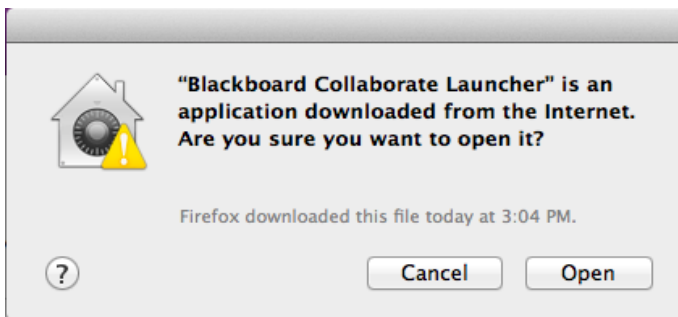 “Blackboard Collaborate Launcher” is an
application downloaded from the Internet.
Are you sure you want to open it?
Firefox downloaded this file today at 3:04 PM.
?
Cancel
Open